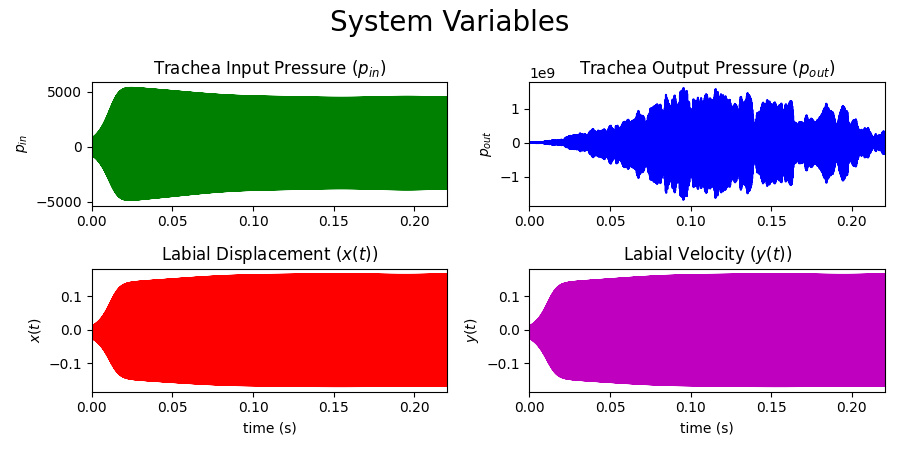 System Variables
Trachea Input Pressure (p_in)
p_in
5000
0
−5000
0.00 0.05 0.10 0.15 0.20
Trachea Output Pressure (p_out)
1e9
p_out
1
0
−1
0.00 0.05 0.10 0.15 0.20
Labial Displacement (x(t))
x(t)
0.1
0.0
−0.1
0.00 0.05 0.10 0.15 0.20
time (s)
Labial Velocity (y(t))
y(t)
0.1
0.0
−0.1
0.00 0.05 0.10 0.15 0.20
time (s)